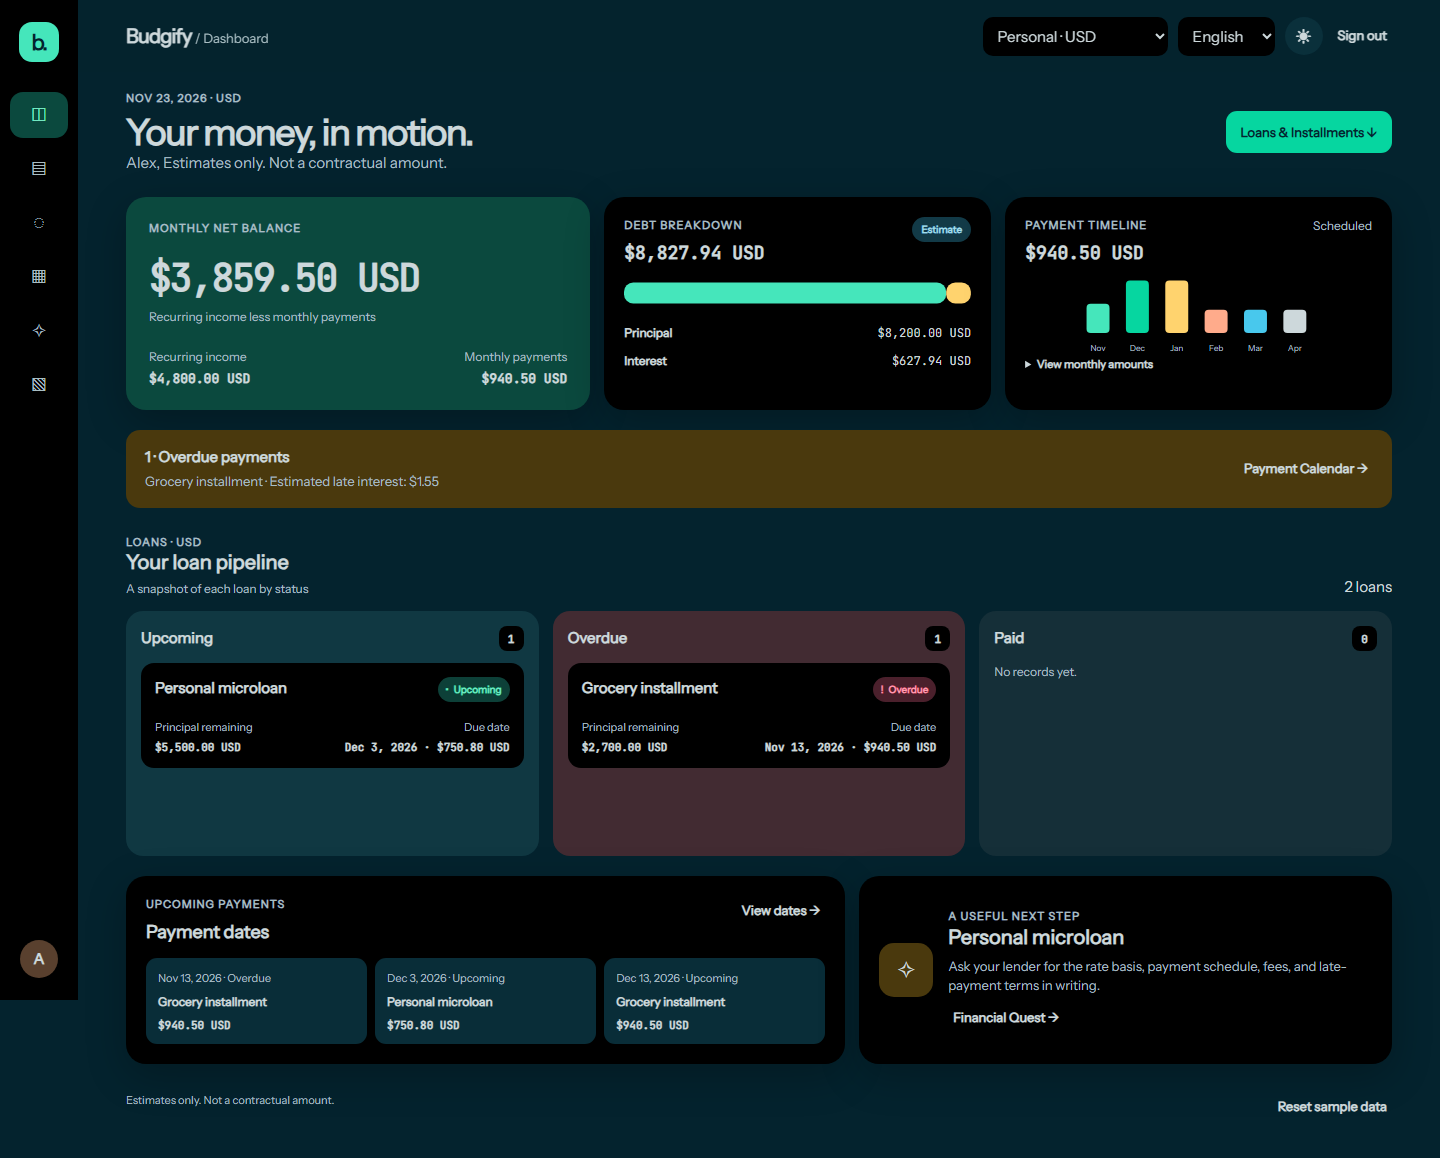 b.
Budgify / Dashboard
Personal · USD
English
Sign out
NOV 23, 2026 · USD
Your money, in motion.
Alex, Estimates only. Not a contractual amount.
Loans & Installments ↓
MONTHLY NET BALANCE
$3,859.50 USD
Recurring income less monthly payments
Recurring income
Monthly payments
$4,800.00 USD
$940.50 USD
DEBT BREAKDOWN
Estimate
$8,827.94 USD
Principal
$8,200.00 USD
Interest
$627.94 USD
PAYMENT TIMELINE
Scheduled
$940.50 USD
Nov Dec Jan Feb Mar Apr
View monthly amounts
1 · Overdue payments
Grocery installment · Estimated late interest: $1.55
Payment Calendar →
LOANS · USD
Your loan pipeline
A snapshot of each loan by status
2 loans
Upcoming
1
Personal microloan
· Upcoming
Principal remaining
Due date
$5,500.00 USD
Dec 3, 2026 · $750.80 USD
Overdue
1
Grocery installment
! Overdue
Principal remaining
Due date
$2,700.00 USD
Nov 13, 2026 · $940.50 USD
Paid
0
No records yet.
UPCOMING PAYMENTS
Payment dates
View dates →
Nov 13, 2026 · Overdue
Grocery installment
$940.50 USD
Dec 3, 2026 · Upcoming
Personal microloan
$750.80 USD
Dec 13, 2026 · Upcoming
Grocery installment
$940.50 USD
A USEFUL NEXT STEP
Personal microloan
Ask your lender for the rate basis, payment schedule, fees, and late-
payment terms in writing.
Financial Quest →
A
Estimates only. Not a contractual amount.
Reset sample data